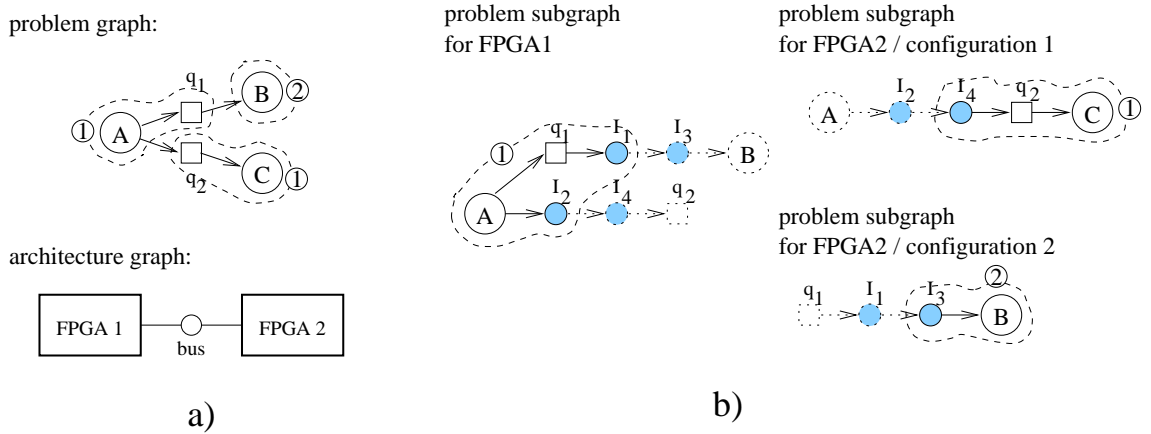 problem graph:
q1
B
2
1
A
q2
C
1
architecture graph:
FPGA 1
FPGA 2
bus
a)
problem subgraph
for FPGA1
1
q1
I1
I3
B
A
I2
I4
q2
problem subgraph
for FPGA2 / configuration 1
A
I2
I4
q2
C
1
problem subgraph
for FPGA2 / configuration 2
q1
I1
I3
2
B
b)